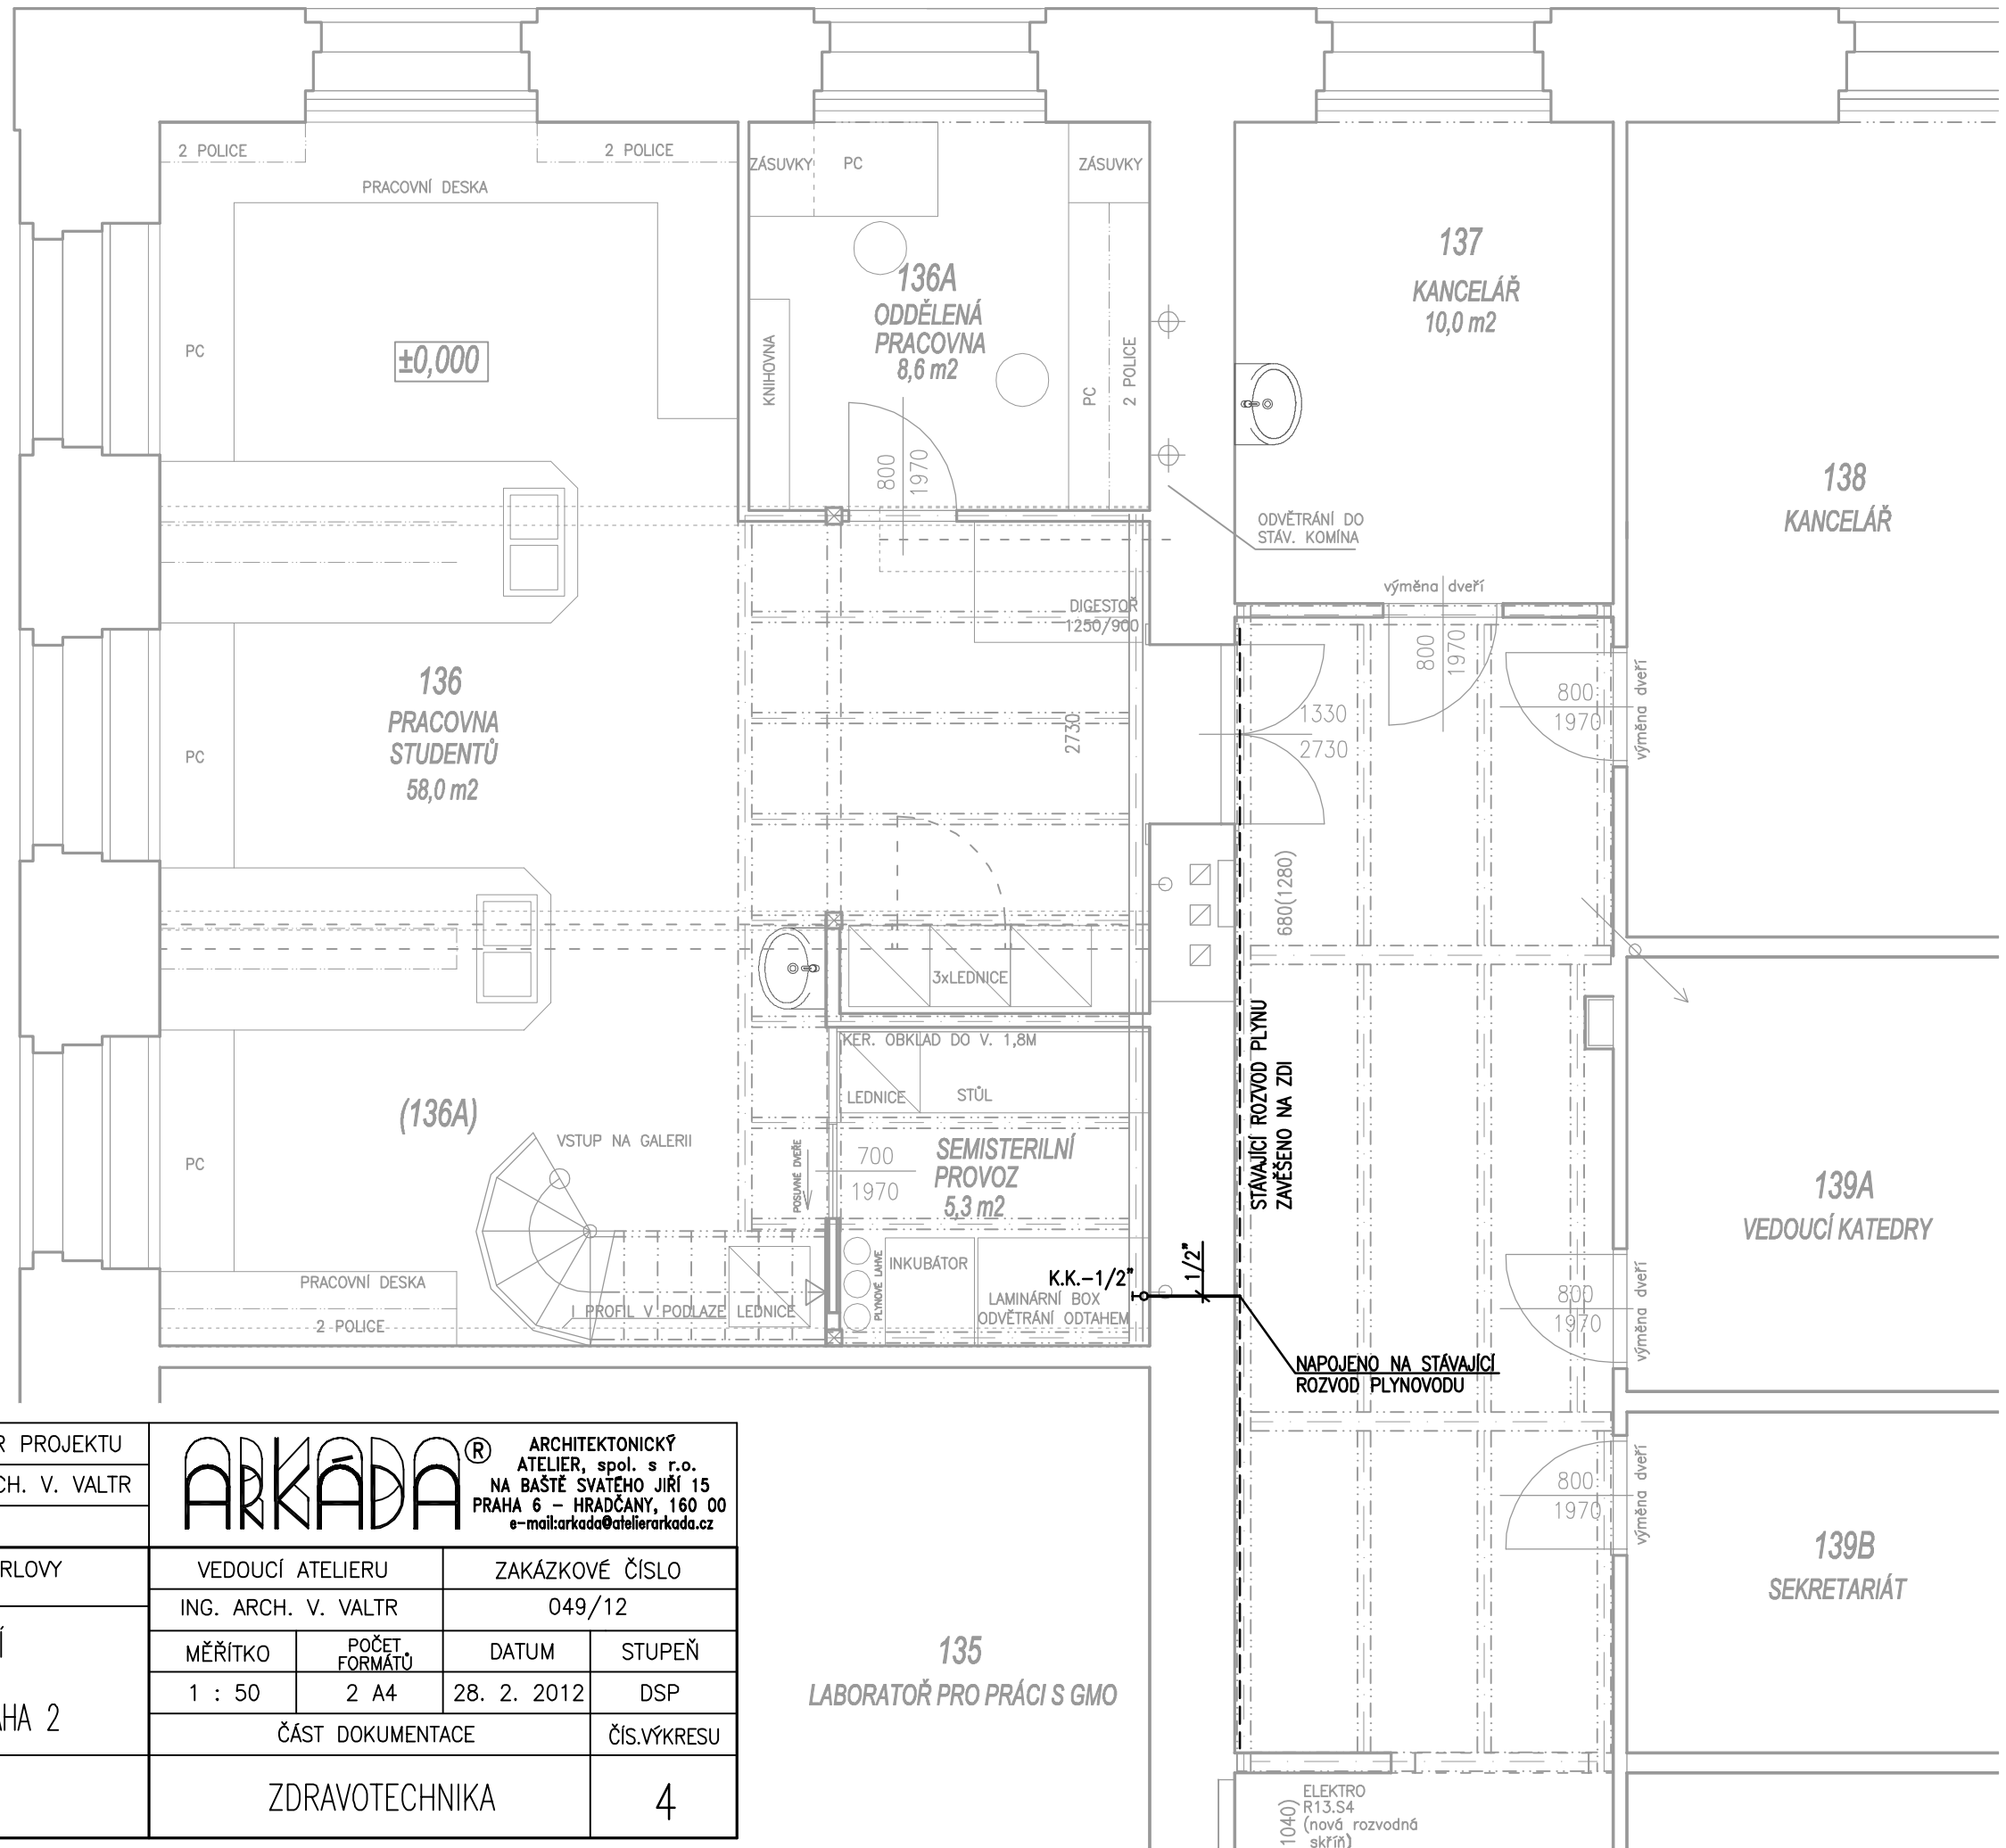 2 POLICE
2 POLICE
PRACOVNÍ DESKA
ZÁSUVKY
PC
ZÁSUVKY
PC
±0,000
KNIHOVNA
136A
ODDĚLENÁ
PRACOVNA
8,6 m2
PC
2 POLICE
800
1970
137
KANCELÁŘ
10,0 m2
138
KANCELÁŘ
ODVĚTRÁNÍ DO
STÁV. KOMÍNA
výměna dveří
800
1970
DIGESTOŘ
1250/900
2730
1330
2730
800
1970
výměna dveří
136
PRACOVNA
STUDENTŮ
58,0 m2
PC
680(1280)
3xLEDNICE
KER. OBKLAD DO V. 1,8M
LEDNICE
STŮL
STÁVAJÍCÍ ROZVOD PLYNU
ZAVĚŠENO NA ZDI
(136A)
PC
VSTUP NA GALERII
POSUVNÉ DVEŘE
700
1970
SEMISTERILNÍ
PROVOZ
5,3 m2
139A
VEDOUCÍ KATEDRY
PRACOVNÍ DESKA
2 POLICE
I PROFIL V PODLAZE
LEDNICE
PLYNOVÉ LAHVE
INKUBÁTOR
LAMINÁRNÍ BOX
ODVĚTRÁNÍ ODTAHEM
K.K.-1/2"
1/2"
800
1970
výměna dveří
NAPOJENO NA STÁVAJÍCÍ
ROZVOD PLYNOVODU
800
1970
výměna dveří
139B
SEKRETARIÁT
135
LABORATOŘ PRO PRÁCI S GMO
ELEKTRO
R13.S4
(nová rozvodná
skříň)
1040)
R PROJEKTU
CH. V. VALTR
ARKÁDA®
ARCHITEKTONICKÝ
ATELIER, spol. s r.o.
NA BAŠTĚ SVATÉHO JIŘÍ 15
PRAHA 6 – HRADČANY, 160 00
e-mail:arkada@atelierarkada.cz
RLOVY
Í
AHA 2
VEDOUCÍ ATELIERU
ZAKÁZKOVÉ ČÍSLO
ING. ARCH. V. VALTR
049/12
MĚŘÍTKO
POČET
FORMÁTŮ
DATUM
STUPEŇ
1 : 50
2 A4
28. 2. 2012
DSP
ČÁST DOKUMENTACE
ČÍS.VÝKRESU
ZDRAVOTECHNIKA
4